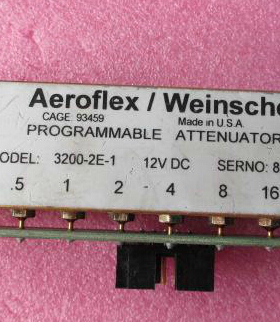 Aeroflex / Weinsche
CAGE 93459 Made in U.S.A.
PROGRAMMABLE ATTENUATOR
ODEL: 3200-2E-1 12V DC SERNO: 8
.5 1 2 - 4 8 16